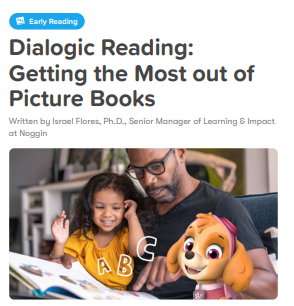 Early Reading
Dialogic Reading:
Getting the Most out of
Picture Books
Written by Israel Flores, Ph.D., Senior Manager of Learning & Impact
at Noggin
A B C